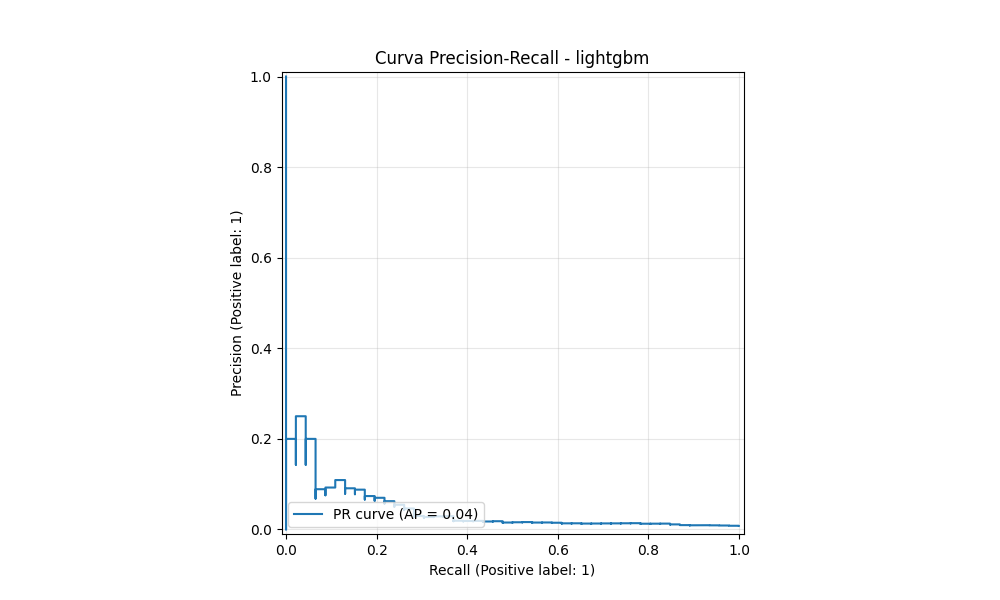 Curva Precision-Recall - lightgbm
1.0
0.8
0.6
0.4
0.2
0.0
Precision (Positive label: 1)
PR curve (AP = 0.04)
0.0 0.2 0.4 0.6 0.8 1.0
Recall (Positive label: 1)